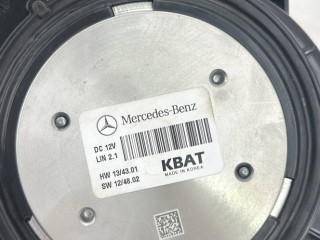 Mercedes-Benz
DC 12V
LIN 2.1
HW 13/43.01
SW 12/48.02
KBAT
MADE IN KOREA